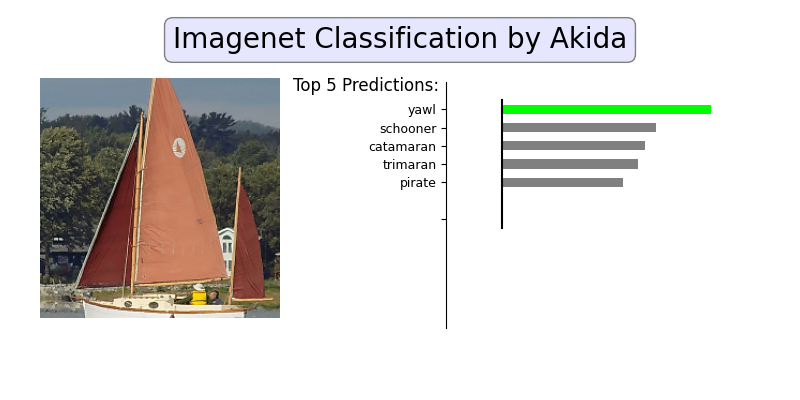 Imagenet Classification by Akida
Top 5 Predictions:
yawl
schooner
catamaran
trimaran
pirate